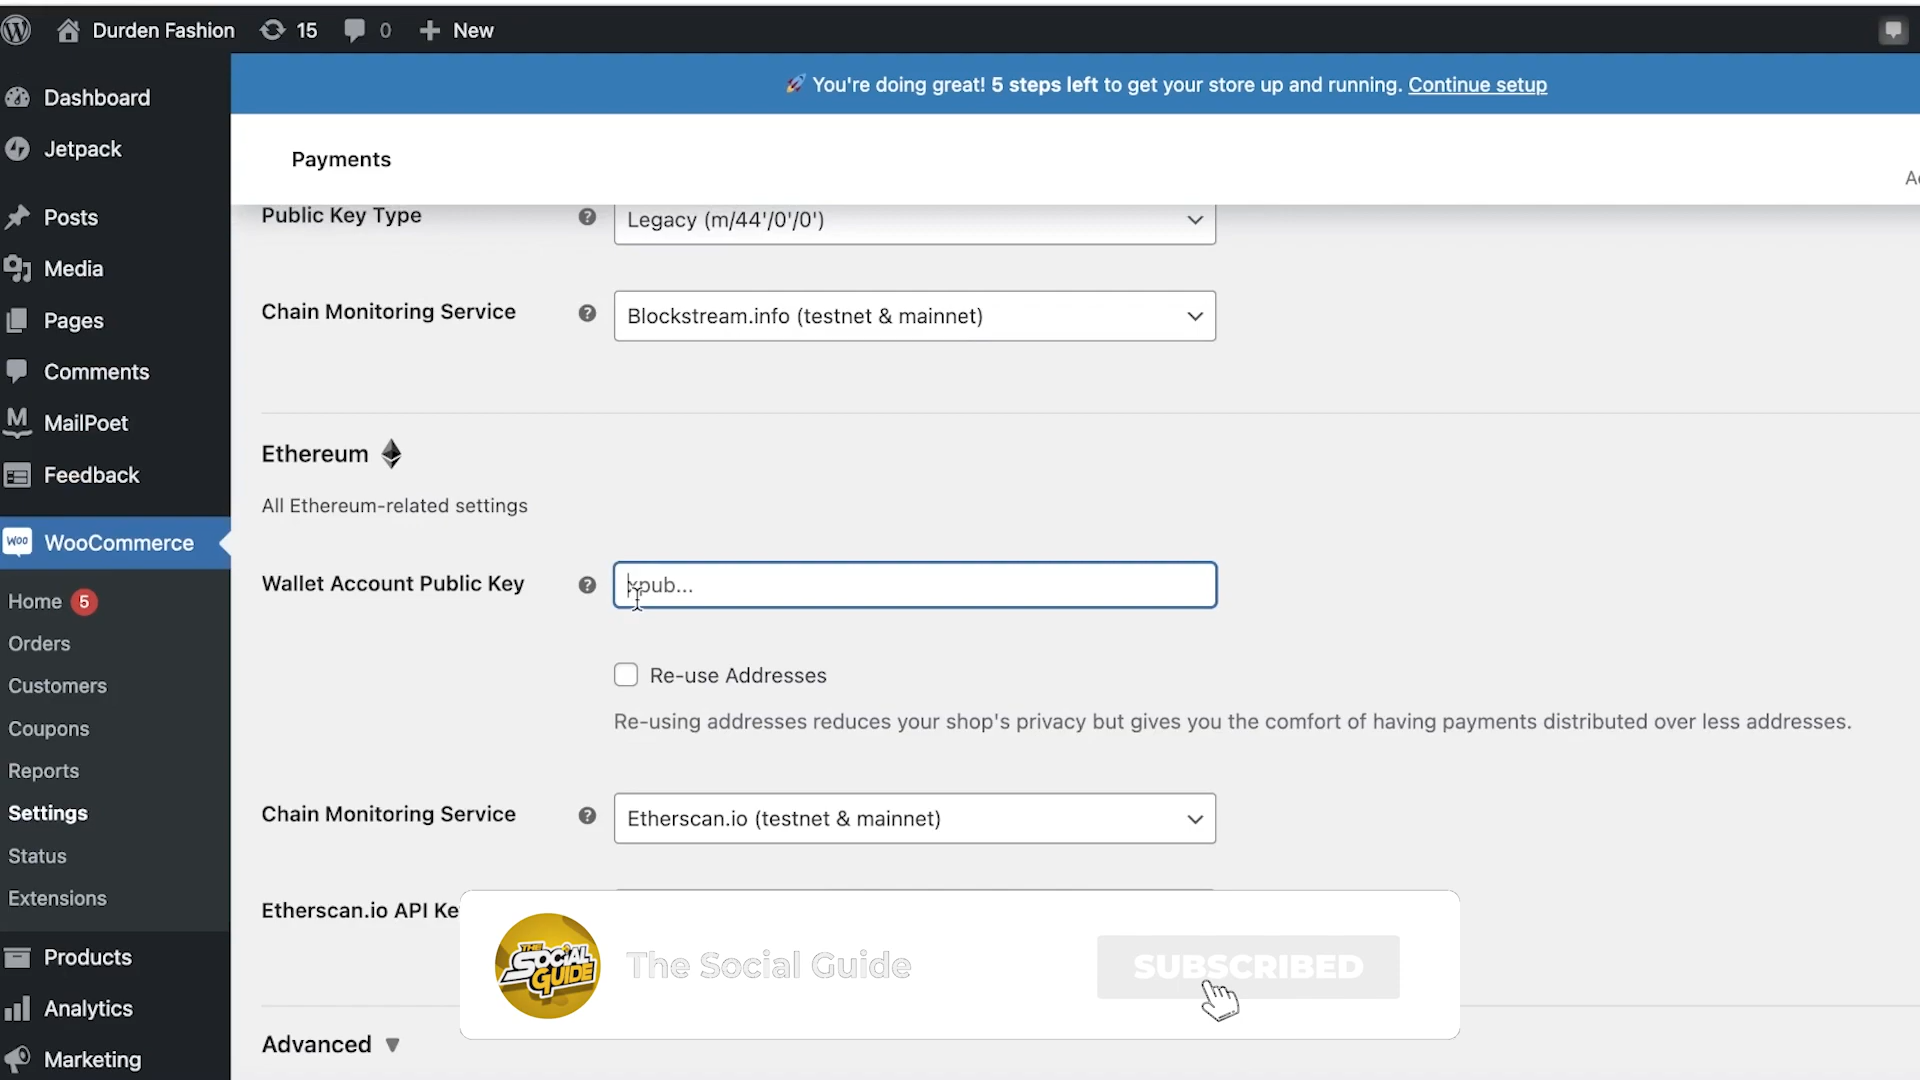 Durden Fashion 15 0 New
🚀 You're doing great! 5 steps left to get your store up and running. Continue setup
Payments
Dashboard
Jetpack
Posts
Media
Pages
Comments
MailPoet
Feedback
WooCommerce
Home 5
Orders
Customers
Coupons
Reports
Settings
Status
Extensions
Products
Analytics
Marketing
Public Key Type ? Legacy (m/44'/0'/0')
Chain Monitoring Service ? Blockstream.info (testnet & mainnet)
Ethereum
All Ethereum-related settings
Wallet Account Public Key ? xpub...
Re-use Addresses
Re-using addresses reduces your shop's privacy but gives you the comfort of having payments distributed over less addresses.
Chain Monitoring Service ? Etherscan.io (testnet & mainnet)
Etherscan.io API Ke
THE SOCIAL GUIDE
The Social Guide
SUBSCRIBED
Advanced ▼